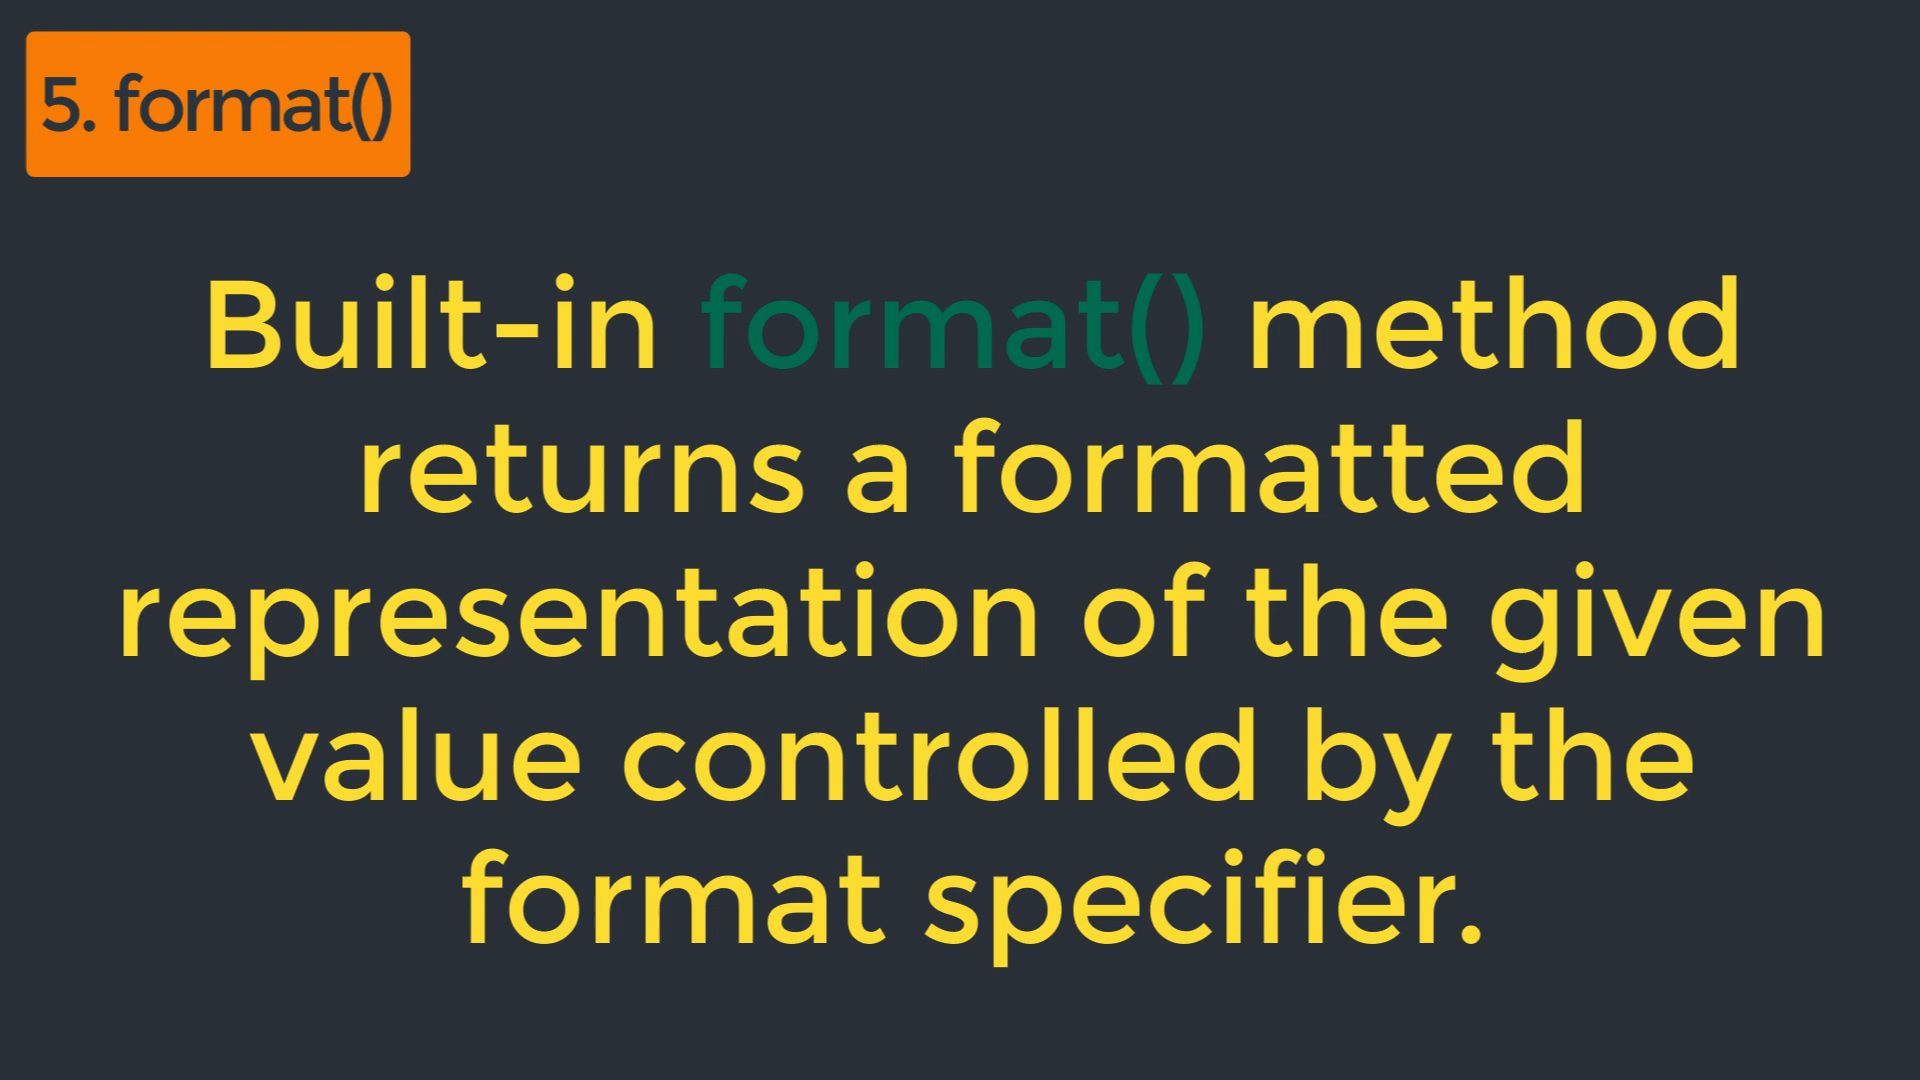 5. format()
Built-in format() method
returns a formatted
representation of the given
value controlled by the
format specifier.